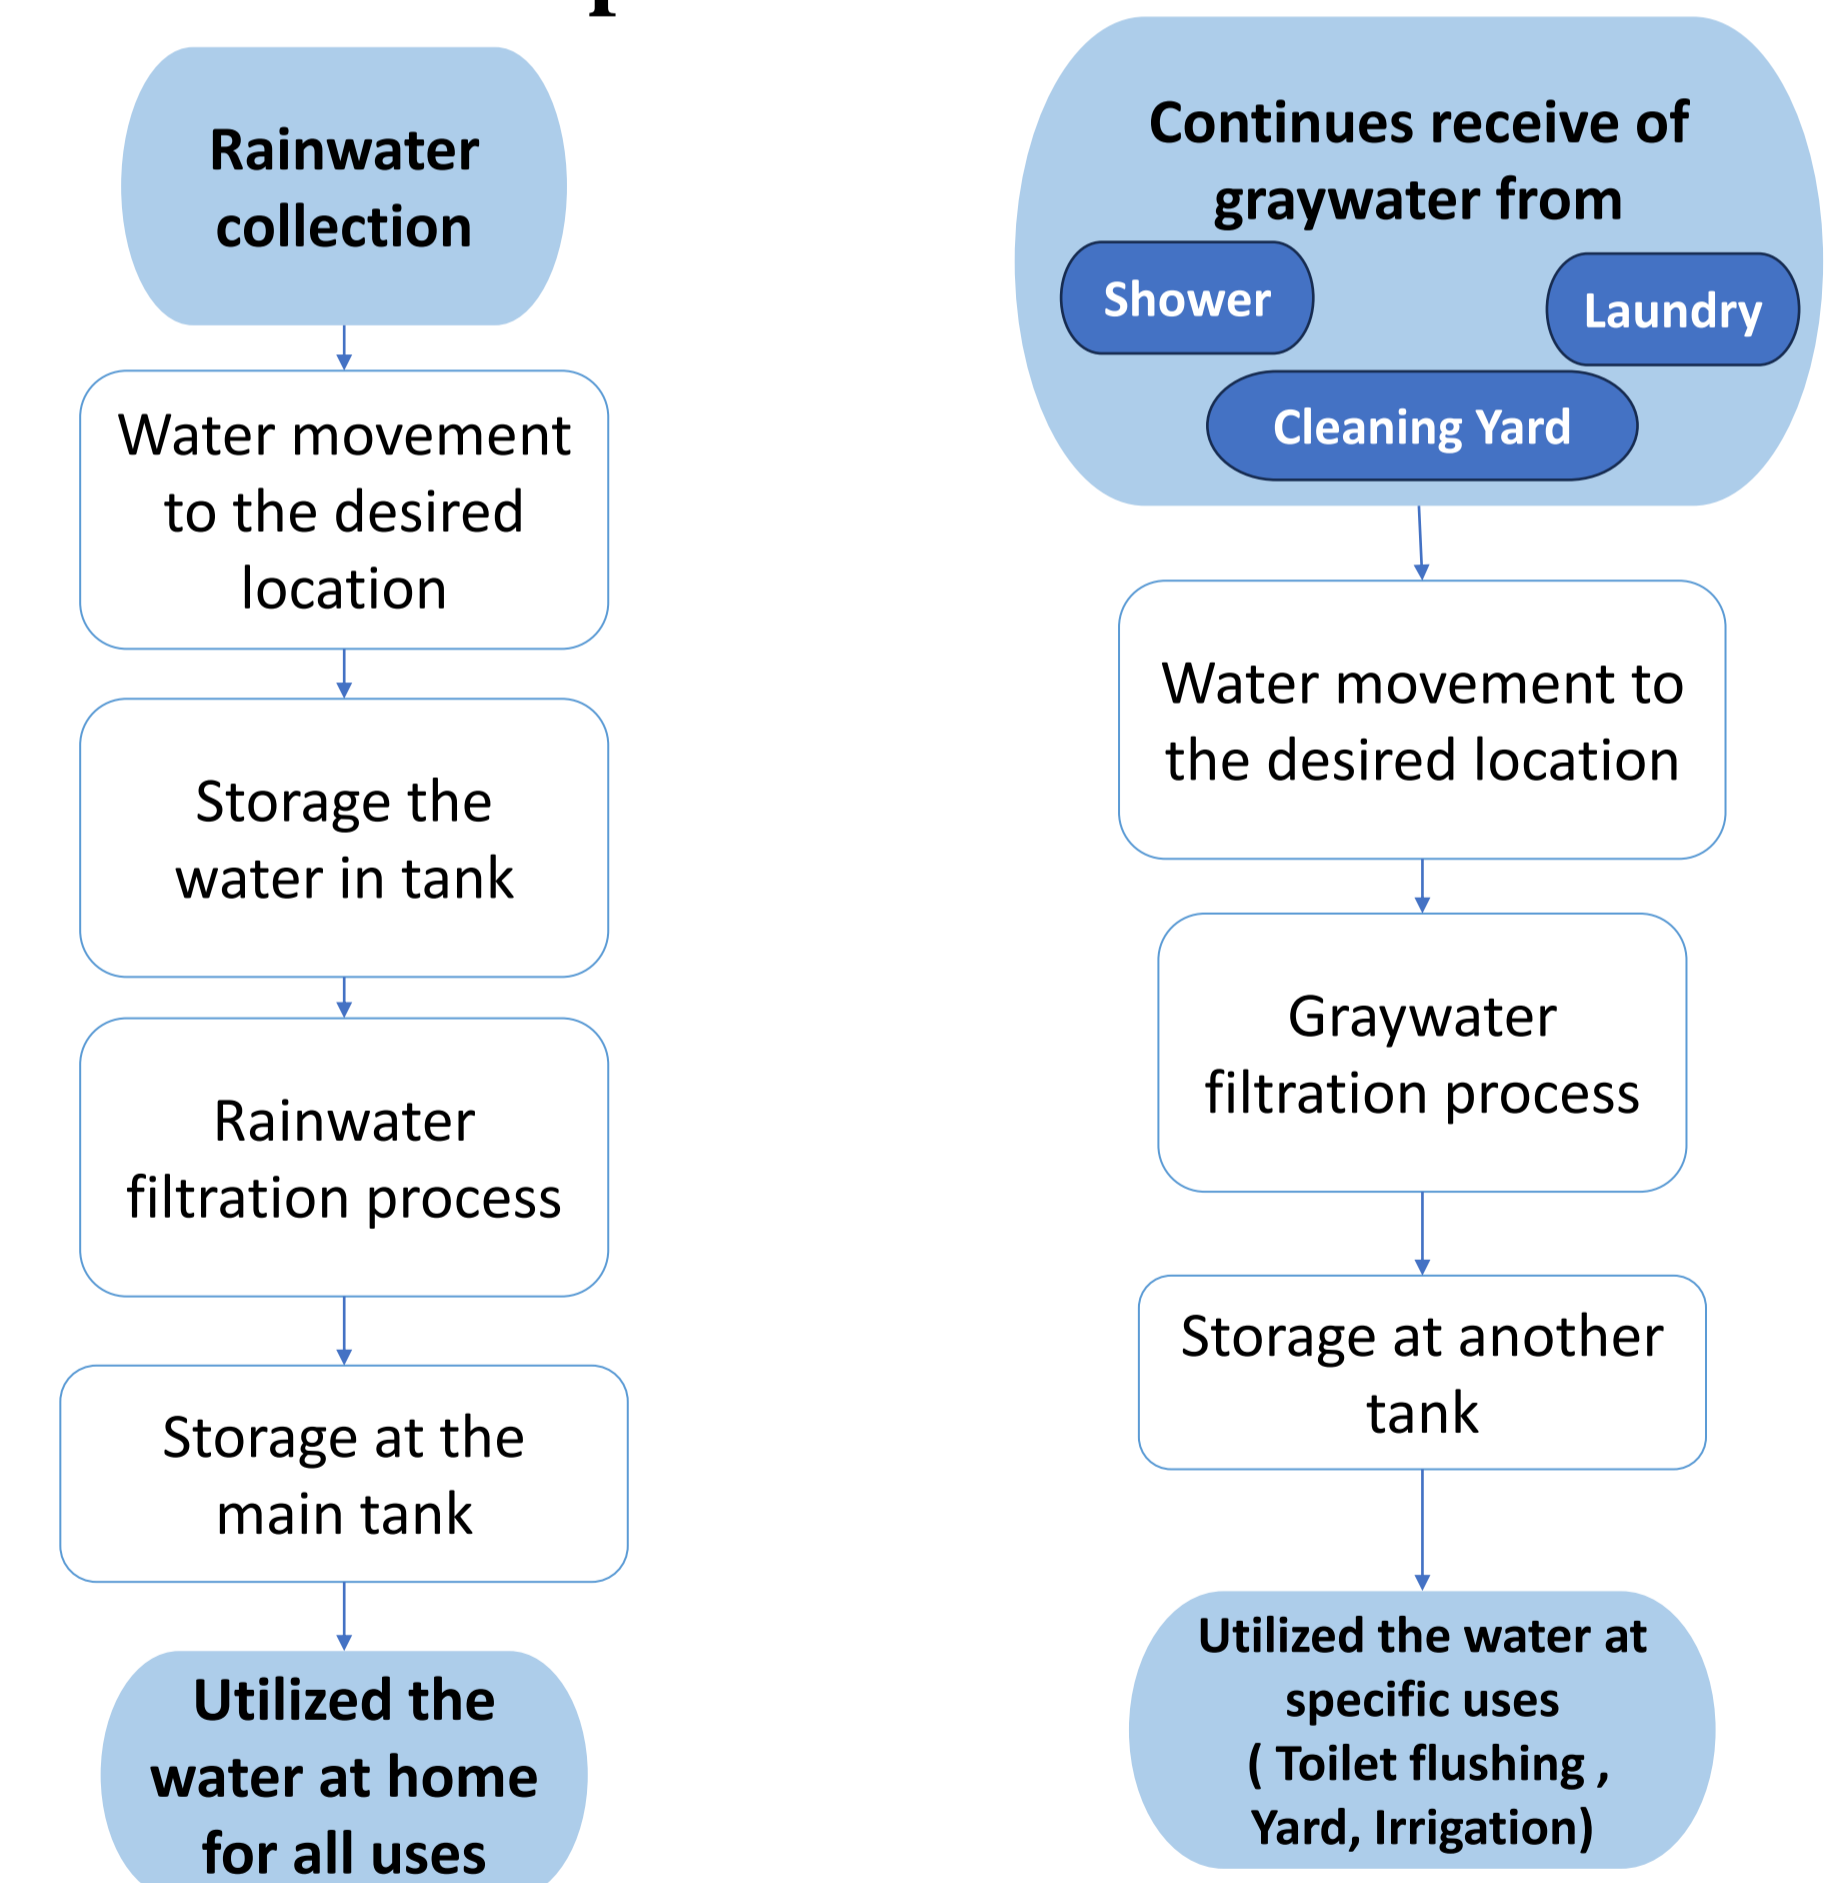 Rainwater
collection
Water movement
to the desired
location
Storage the
water in tank
Rainwater
filtration process
Storage at the
main tank
Utilized the
water at home
for all uses
Continues receive of
graywater from
Shower
Laundry
Cleaning Yard
Water movement to
the desired location
Graywater
filtration process
Storage at another
tank
Utilized the water at
specific uses
( Toilet flushing ,
Yard, Irrigation)